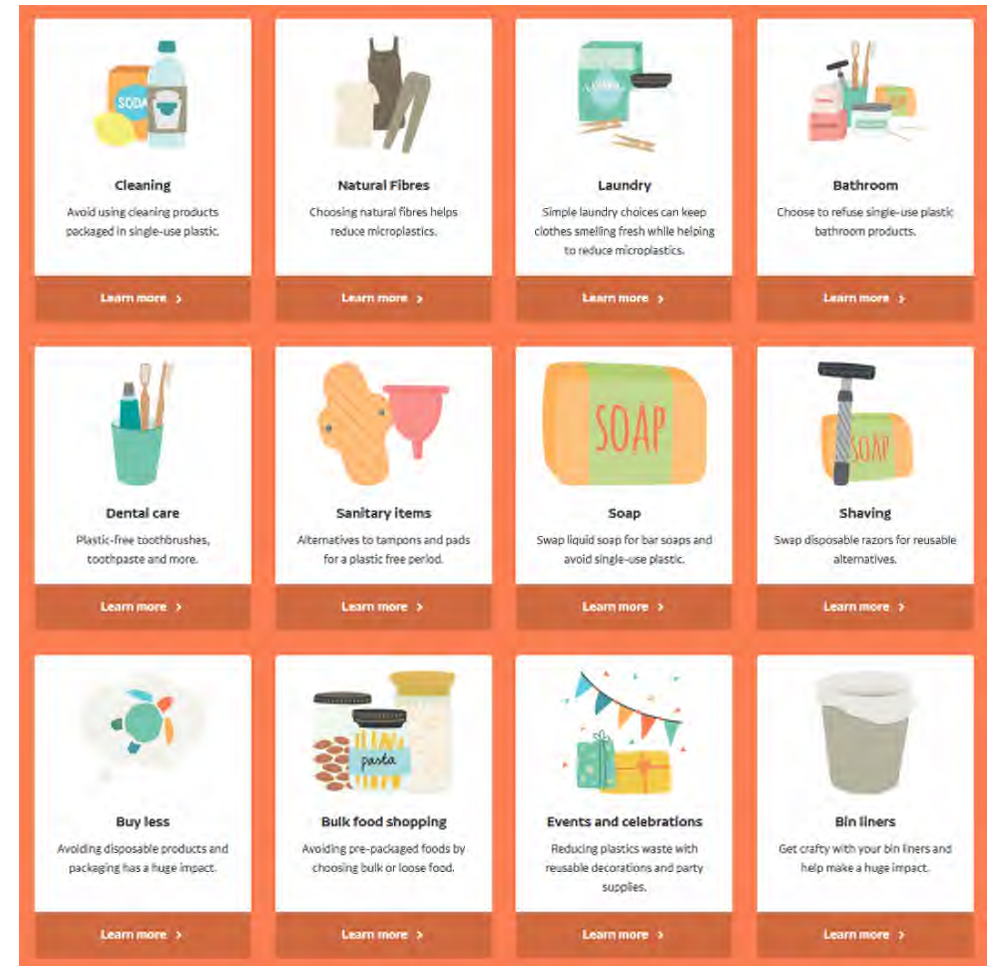 SODA
Cleaning
Avoid using cleaning products
packaged in single-use plastic.
Learn more >
Natural Fibres
Choosing natural fibres helps
reduce microplastics.
Learn more >
Laundry
Simple laundry choices can keep
clothes smelling fresh while helping
to reduce microplastics.
Learn more >
Bathroom
Choose to refuse single-use plastic
bathroom products.
Learn more >
Dental care
Plastic-free toothbrushes,
toothpaste and more.
Learn more >
Sanitary items
Alternatives to tampons and pads
for a plastic free period.
Learn more >
SOAP
Soap
Swap liquid soap for bar soaps and
avoid single-use plastic.
Learn more >
SOAP
Shaving
Swap disposable razors for reusable
alternatives.
Learn more >
Buy less
Avoiding disposable products and
packaging has a huge impact.
Learn more >
pasta
Bulk food shopping
Avoiding pre-packaged foods by
choosing bulk or loose food.
Learn more >
Events and celebrations
Reducing plastics waste with
reusable decorations and party
supplies.
Learn more >
Bin liners
Get crafty with your bin liners and
help make a huge impact.
Learn more >